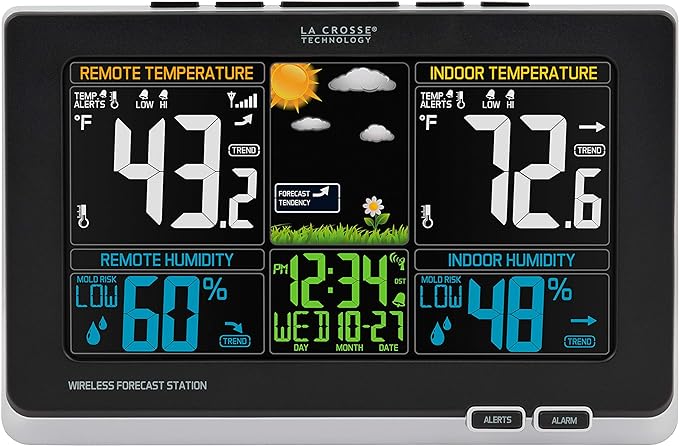 LA CROSSE®
TECHNOLOGY
REMOTE TEMPERATURE
TEMP.
ALERTS LOW HI
°F 43.2 TREND
FORECAST
TENDENCY
INDOOR TEMPERATURE
TEMP.
ALERTS LOW HI
°F 72.6 TREND
REMOTE HUMIDITY
MOLD RISK
LOW 60% TREND
PM 12:34 DST
WED 10-27
DAY MONTH DATE
INDOOR HUMIDITY
MOLD RISK
LOW 48% TREND
WIRELESS FORECAST STATION
ALERTS ALARM